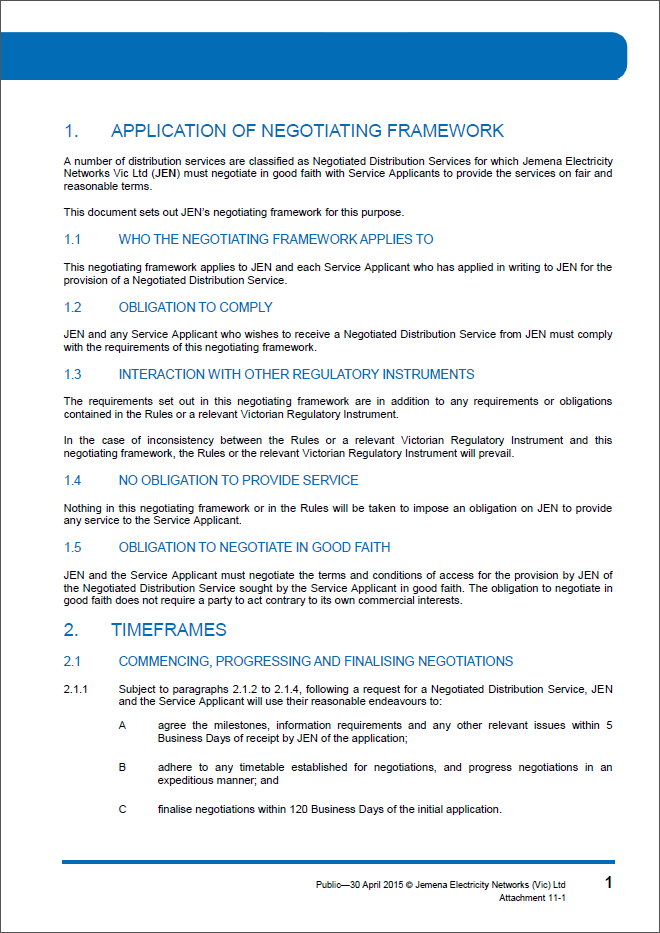 1. APPLICATION OF NEGOTIATING FRAMEWORK
A number of distribution services are classified as Negotiated Distribution Services for which Jemena Electricity
Networks Vic Ltd (JEN) must negotiate in good faith with Service Applicants to provide the services on fair and
reasonable terms.
This document sets out JEN's negotiating framework for this purpose.
1.1 WHO THE NEGOTIATING FRAMEWORK APPLIES TO
This negotiating framework applies to JEN and each Service Applicant who has applied in writing to JEN for the
provision of a Negotiated Distribution Service.
1.2 OBLIGATION TO COMPLY
JEN and any Service Applicant who wishes to receive a Negotiated Distribution Service from JEN must comply
with the requirements of this negotiating framework.
1.3 INTERACTION WITH OTHER REGULATORY INSTRUMENTS
The requirements set out in this negotiating framework are in addition to any requirements or obligations
contained in the Rules or a relevant Victorian Regulatory Instrument.
In the case of inconsistency between the Rules or a relevant Victorian Regulatory Instrument and this
negotiating framework, the Rules or the relevant Victorian Regulatory Instrument will prevail.
1.4 NO OBLIGATION TO PROVIDE SERVICE
Nothing in this negotiating framework or in the Rules will be taken to impose an obligation on JEN to provide
any service to the Service Applicant.
1.5 OBLIGATION TO NEGOTIATE IN GOOD FAITH
JEN and the Service Applicant must negotiate the terms and conditions of access for the provision by JEN of
the Negotiated Distribution Service sought by the Service Applicant in good faith. The obligation to negotiate in
good faith does not require a party to act contrary to its own commercial interests.
2. TIMEFRAMES
2.1 COMMENCING, PROGRESSING AND FINALISING NEGOTIATIONS
2.1.1 Subject to paragraphs 2.1.2 to 2.1.4, following a request for a Negotiated Distribution Service, JEN
and the Service Applicant will use their reasonable endeavours to:
A agree the milestones, information requirements and any other relevant issues within 5
Business Days of receipt by JEN of the application;
B adhere to any timetable established for negotiations, and progress negotiations in an
expeditious manner; and
C finalise negotiations within 120 Business Days of the initial application.
Public—30 April 2015 © Jemena Electricity Networks (Vic) Ltd 1
Attachment 11-1